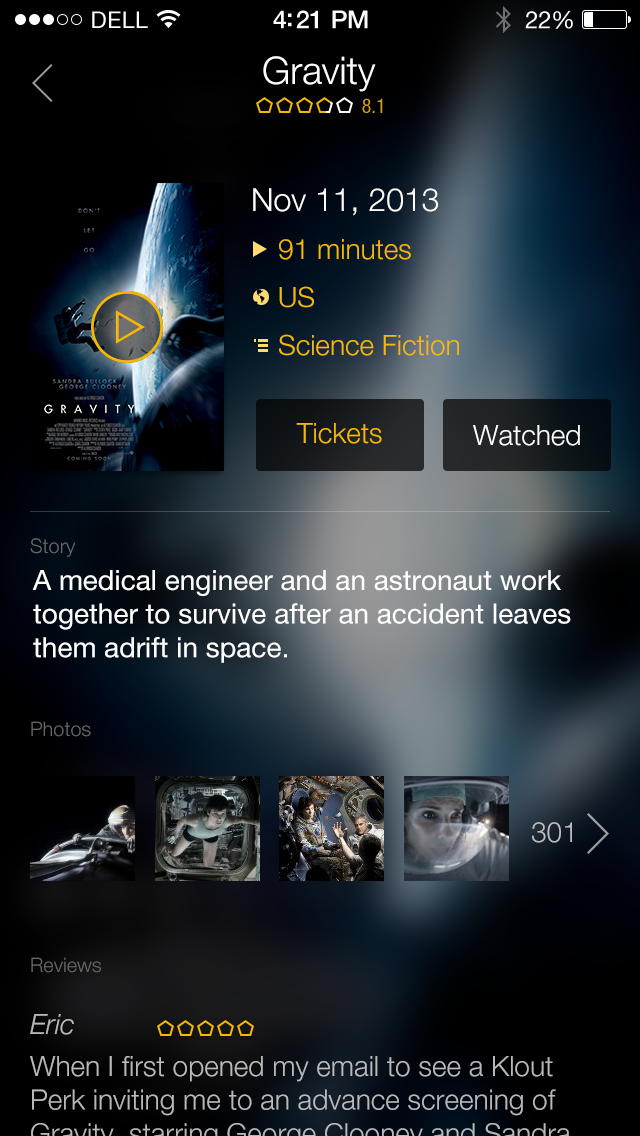 DELL 4:21 PM 22%
Gravity
8.1
DON'T
LET
GO
SANDRA BULLOCK
GEORGE CLOONEY
GRAVITY
COMING SOON
Nov 11, 2013
91 minutes
US
Science Fiction
Tickets
Watched
Story
A medical engineer and an astronaut work
together to survive after an accident leaves
them adrift in space.
Photos
301
Reviews
Eric
When I first opened my email to see a Klout
Perk inviting me to an advance screening of
Gravity, starring George Clooney and Sandra